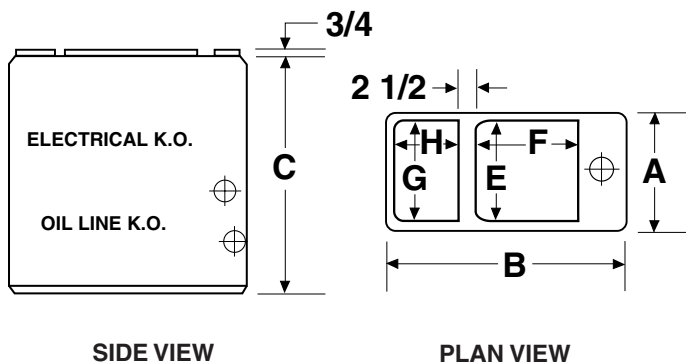 3/4
2 1/2
ELECTRICAL K.O.
C
H
F
G
E
A
OIL LINE K.O.
B
SIDE VIEW
PLAN VIEW